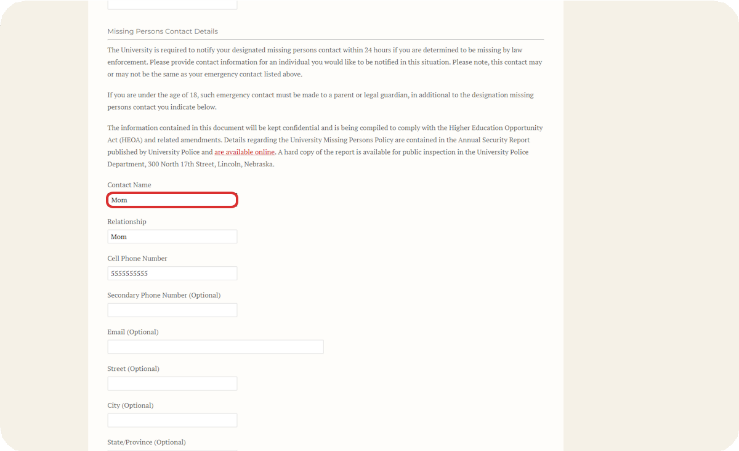 Missing Persons Contact Details
The University is required to notify your designated missing persons contact within 24 hours if you are determined to be missing by law
enforcement. Please provide contact information for an individual you would like to be notified in this situation. Please note, this contact may
or may not be the same as your emergency contact listed above.
If you are under the age of 18, such emergency contact must be made to a parent or legal guardian, in additional to the designation missing
persons contact you indicate below.
The information contained in this document will be kept confidential and is being compiled to comply with the Higher Education Opportunity
Act (HEOA) and related amendments. Details regarding the University Missing Persons Policy are contained in the Annual Security Report
published by University Police and are available online. A hard copy of the report is available for public inspection in the University Police
Department, 300 North 17th Street, Lincoln, Nebraska.
Contact Name
Mom
Relationship
Mom
Cell Phone Number
5555555555
Secondary Phone Number (Optional)
Email (Optional)
Street (Optional)
City (Optional)
State/Province (Optional)